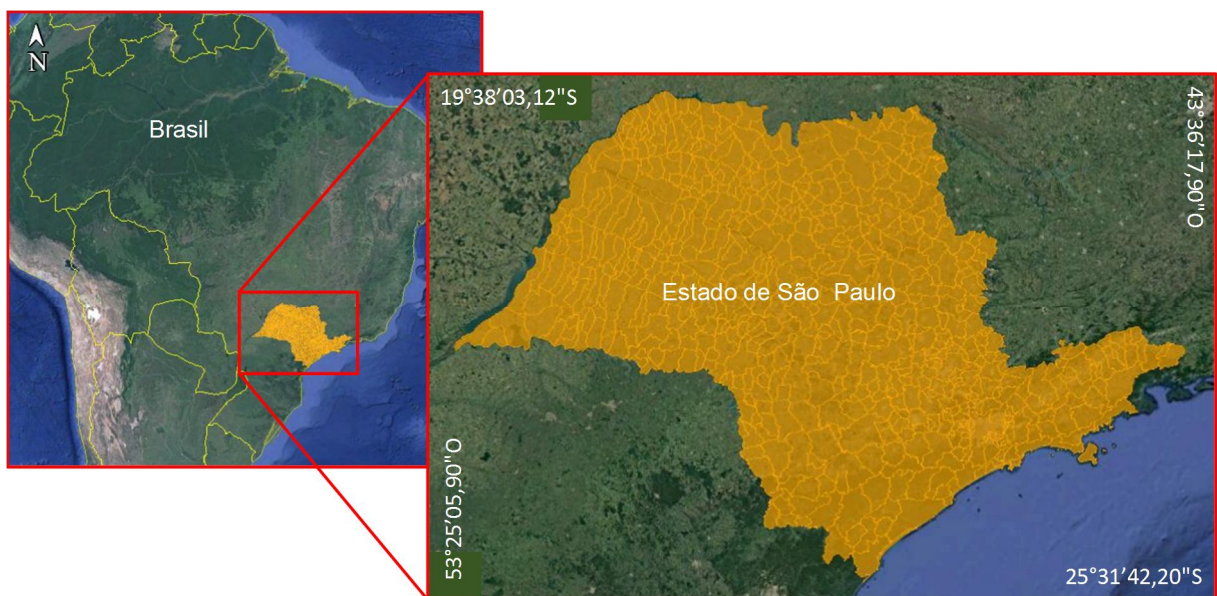 N
Brasil
19°38’03,12"S
43°36’17,90"O
Estado de São Paulo
53°25’05,90"O
25°31’42,20"S